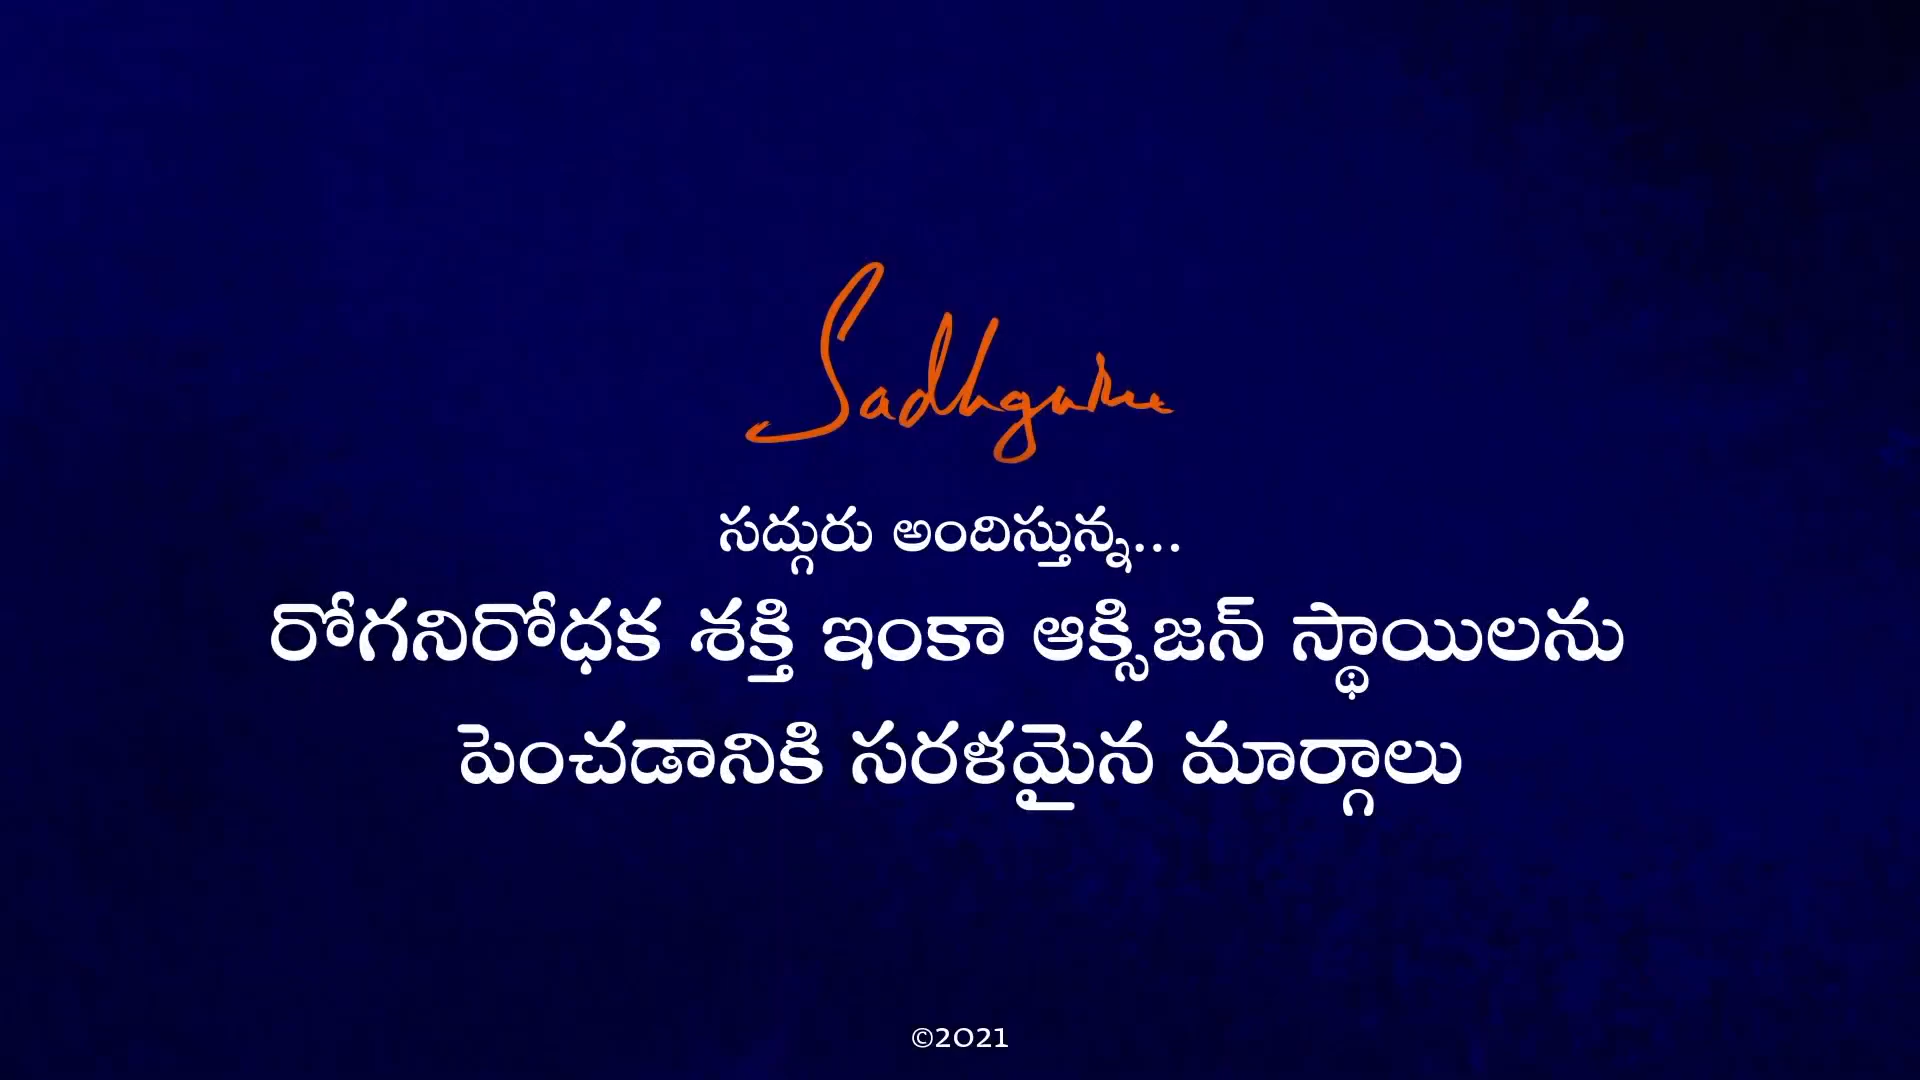 Sadhguru
సద్గురు అందిస్తున్న...
రోగనిరోధక శక్తి ఇంకా ఆక్సిజన్ స్థాయిలను
పెంచడానికి సరళమైన మార్గాలు
©2021